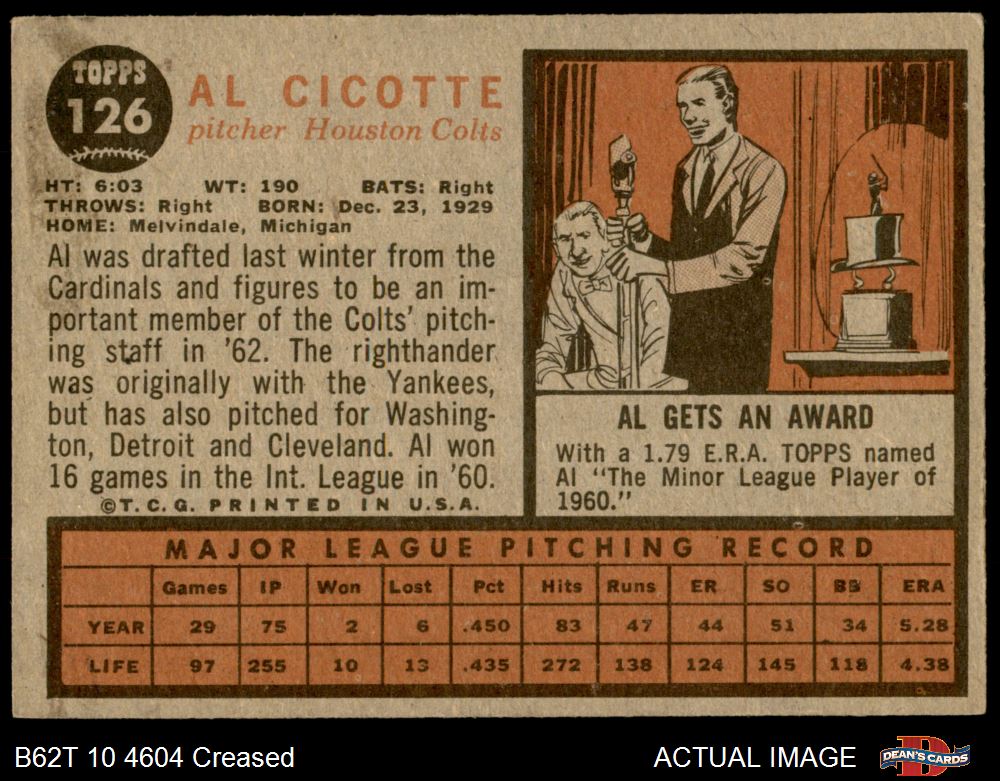 TOPPS
126
AL CICOTTE
pitcher Houston Colts
HT: 6:03 WT: 190 BATS: Right
THROWS: Right BORN: Dec. 23, 1929
HOME: Melvindale, Michigan
Al was drafted last winter from the
Cardinals and figures to be an im-
portant member of the Colts' pitch-
ing staff in '62. The righthander
was originally with the Yankees,
but has also pitched for Washing-
ton, Detroit and Cleveland. Al won
16 games in the Int. League in '60.
©T.C.G. PRINTED IN U.S.A.
AL GETS AN AWARD
With a 1.79 E.R.A. TOPPS named
Al "The Minor League Player of
1960."
MAJOR LEAGUE PITCHING RECORD
Games IP Won Lost Pct Hits Runs ER SO BB ERA
YEAR 29 75 2 6 .450 83 47 44 51 34 5.28
LIFE 97 255 10 13 .435 272 138 124 145 118 4.38
B62T 10 4604 Creased
ACTUAL IMAGE
D
DEAN'S CARDS